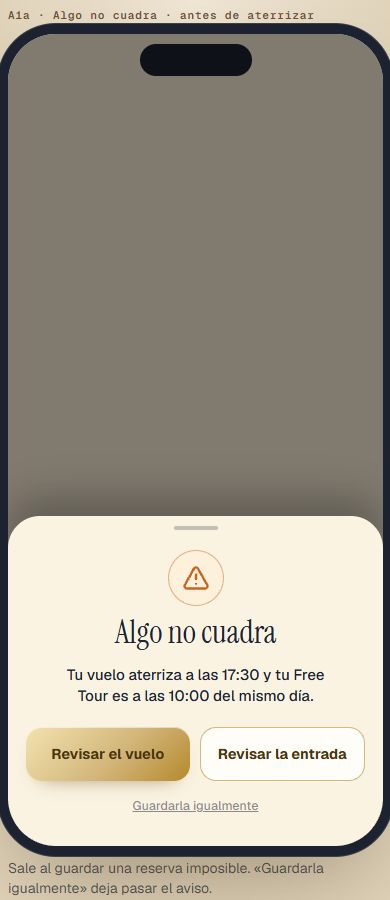 A1a · Algo no cuadra · antes de aterrizar
Algo no cuadra
Tu vuelo aterriza a las 17:30 y tu Free
Tour es a las 10:00 del mismo día.
Revisar el vuelo
Revisar la entrada
Guardarla igualmente
Sale al guardar una reserva imposible. «Guardarla
igualmente» deja pasar el aviso.